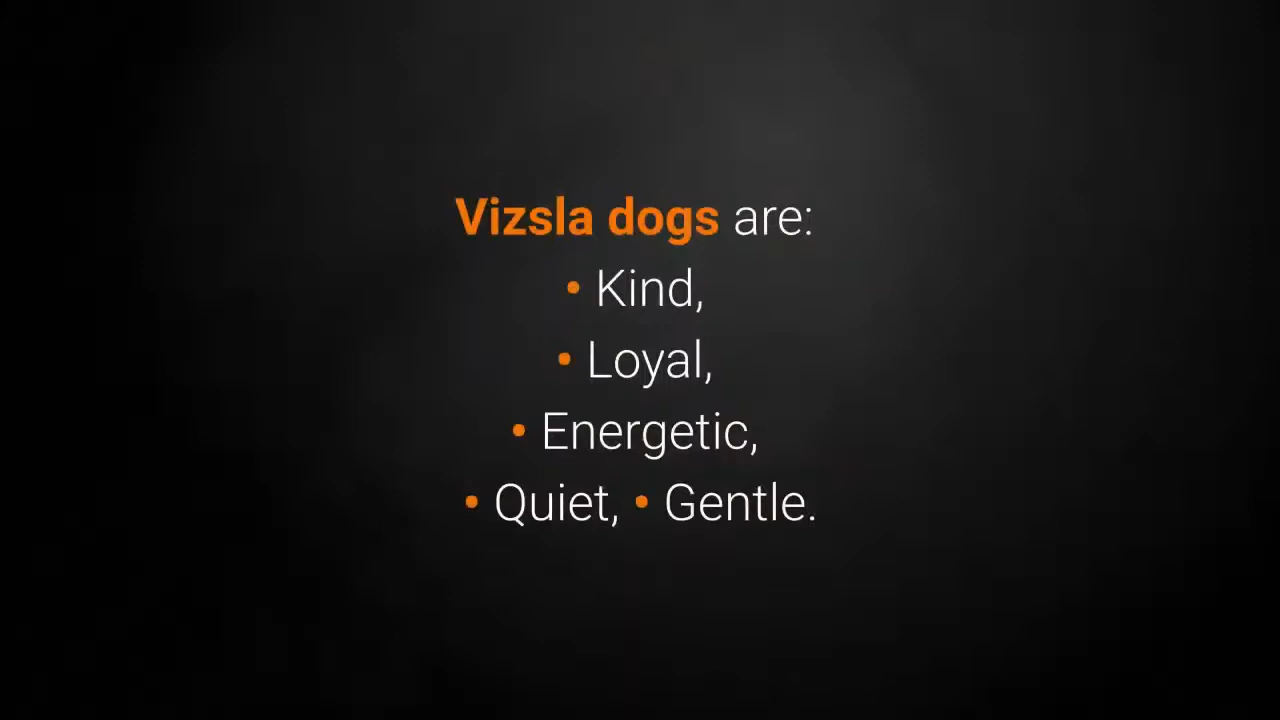 Vizsla dogs are:
• Kind,
• Loyal,
• Energetic,
• Quiet, • Gentle.